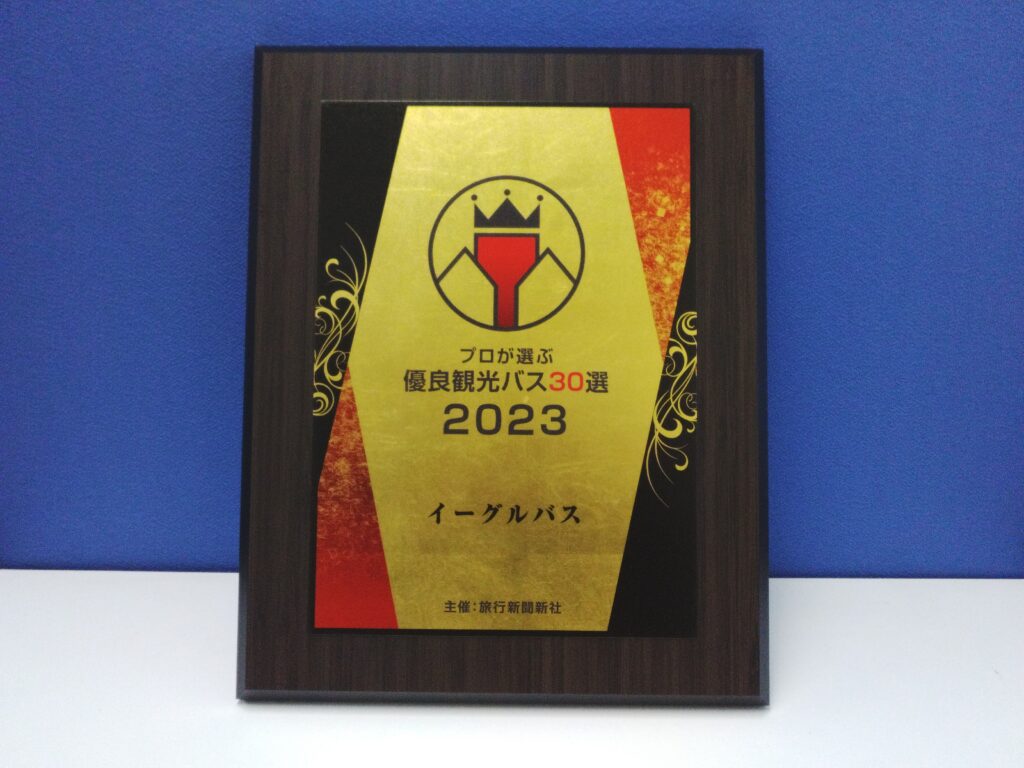 プロが選ぶ
優良観光バス30選
2023
イーグルバス
主催:旅行新聞新社